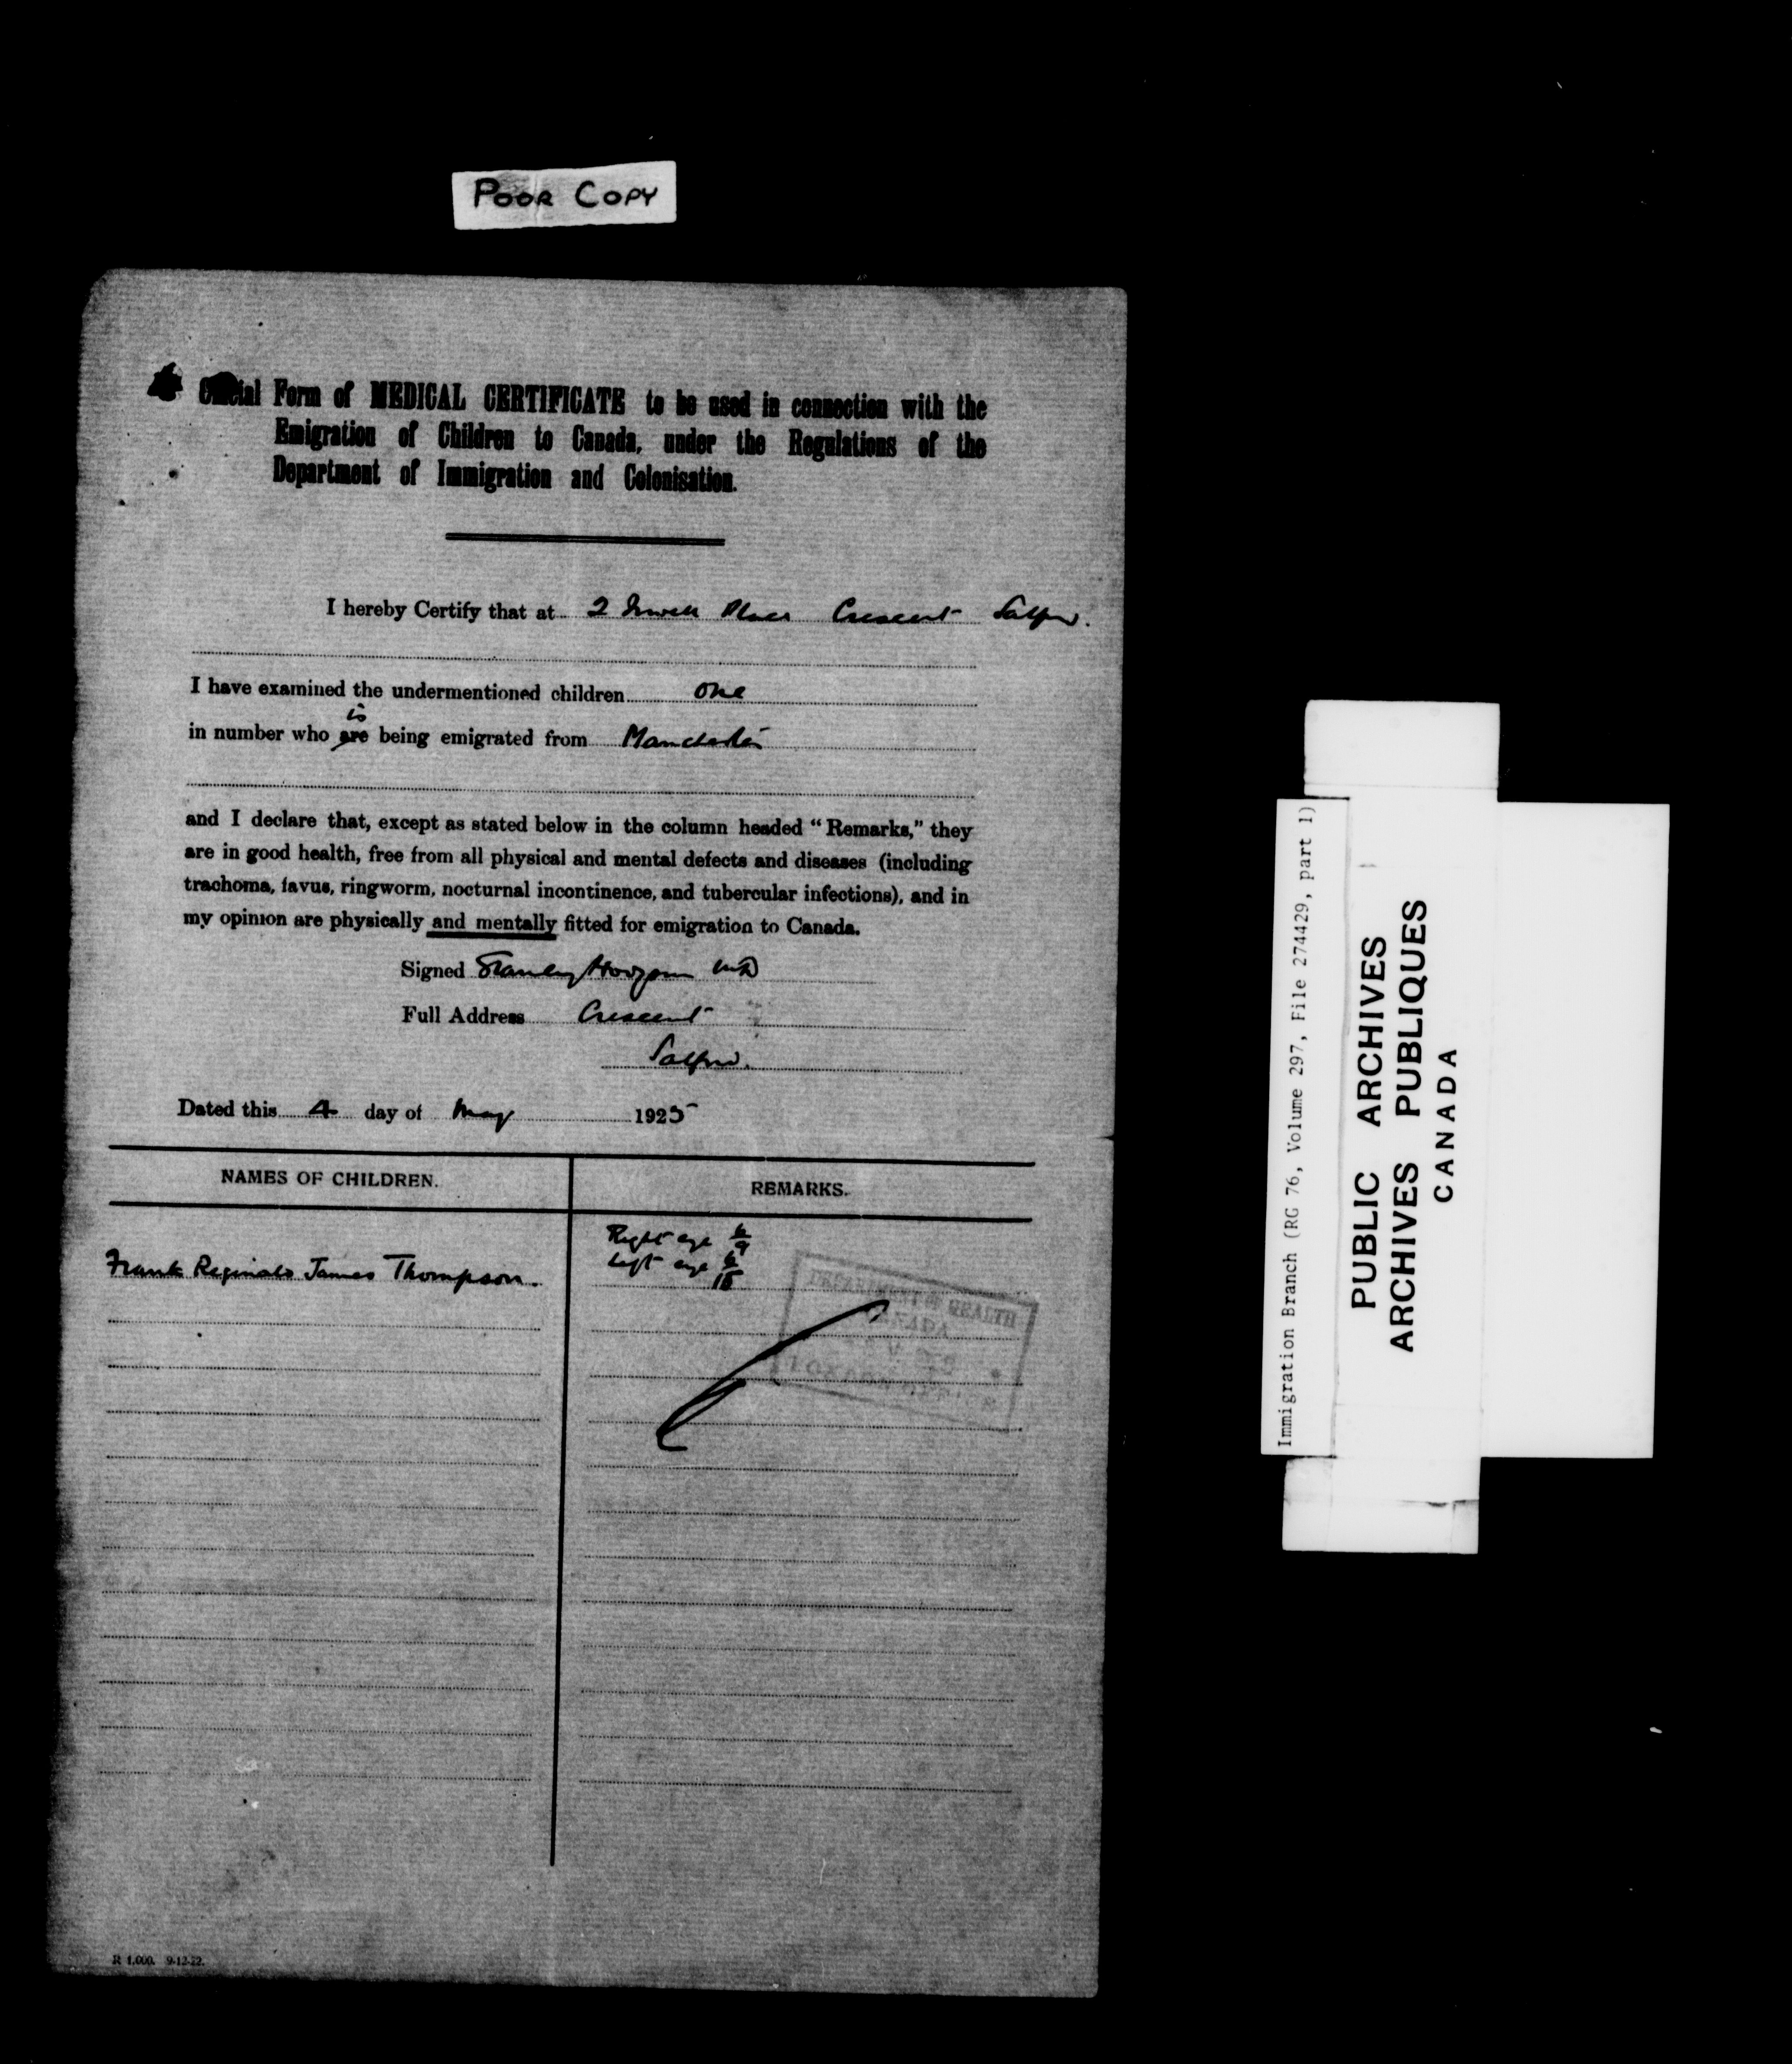 POOR COPY
Official Form of MEDICAL CERTIFICATE to be used in connection with the
Emigration of Children to Canada, under the Regulations of the
Department of Immigration and Colonisation.
I hereby Certify that at 2 Irwell Place Crescent Salford.
I have examined the undermentioned children one
is
in number who are being emigrated from Manchester
and I declare that, except as stated below in the column headed "Remarks," they
are in good health, free from all physical and mental defects and diseases (including
trachoma, favus, ringworm, nocturnal incontinence, and tubercular infections), and in
my opinion are physically and mentally fitted for emigration to Canada.
Signed Stanley Hodgson MD
Full Address Crescent
Salford.
Dated this 4 day of May 1925
NAMES OF CHILDREN. REMARKS.
Right eye 6/9
Frank Reginald James Thompson. Left eye 6/18
DEPARTMENT OF HEALTH
CANADA
R 1,000. 9-12-22.
Immigration Branch (RG 76, Volume 297, File 274429, part 1)
PUBLIC ARCHIVES
ARCHIVES PUBLIQUES
CANADA